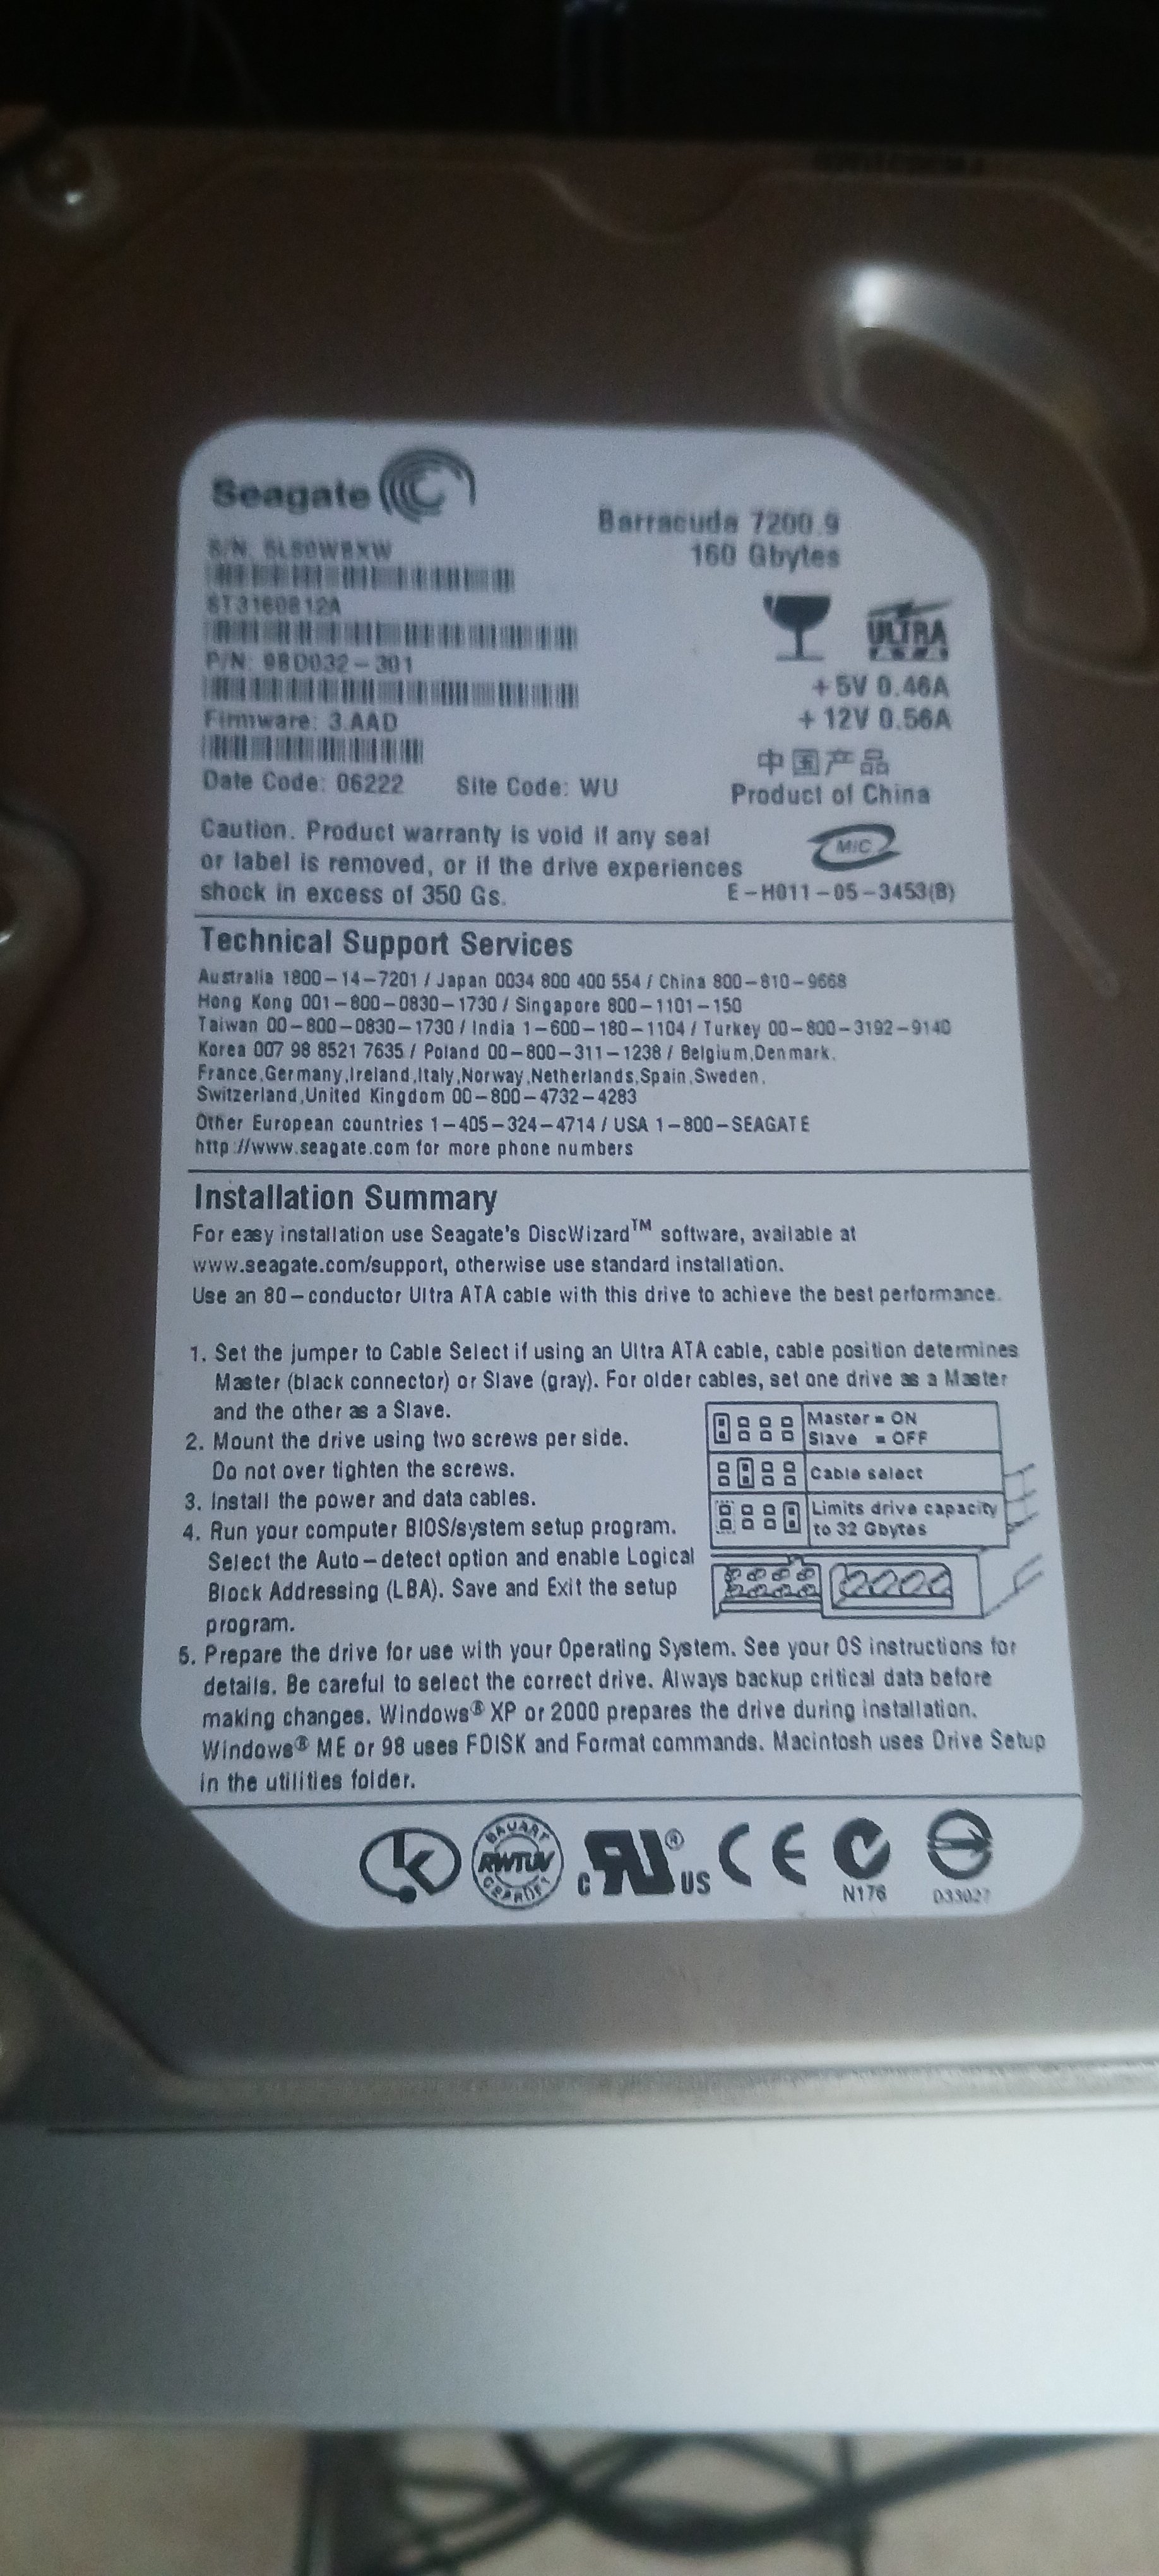 Seagate
Barracuda 7200.9
160 Gbytes
ST3160812A
P/N: 9BD032-301
Firmware: 3.AAD
Date Code: 06222 Site Code: WU
ULTRA
+5V 0.46A
+12V 0.56A
中国产品
Product of China
Caution. Product warranty is void if any seal
or label is removed, or if the drive experiences
shock in excess of 350 Gs.
MIC
E-H011-05-3453(B)
Technical Support Services
Australia 1800-14-7201 / Japan 0034 800 400 554 / China 800-810-9668
Hong Kong 001-800-0830-1730 / Singapore 800-1101-150
Taiwan 00-800-0830-1730 / India 1-600-180-1104 / Turkey 00-800-3192-9140
Korea 007 98 8521 7635 / Poland 00-800-311-1238 / Belgium,Denmark,
France,Germany,Ireland,Italy,Norway,Netherlands,Spain,Sweden,
Switzerland,United Kingdom 00-800-4732-4283
Other European countries 1-405-324-4714 / USA 1-800-SEAGATE
http://www.seagate.com for more phone numbers
Installation Summary
For easy installation use Seagate's DiscWizard™ software, available at
www.seagate.com/support, otherwise use standard installation.
Use an 80-conductor Ultra ATA cable with this drive to achieve the best performance.
1. Set the jumper to Cable Select if using an Ultra ATA cable, cable position determines
Master (black connector) or Slave (gray). For older cables, set one drive as a Master
and the other as a Slave.
2. Mount the drive using two screws per side.
Do not over tighten the screws.
3. Install the power and data cables.
4. Run your computer BIOS/system setup program.
Select the Auto-detect option and enable Logical
Block Addressing (LBA). Save and Exit the setup
program.
Master = ON
Slave = OFF
Cable select
Limits drive capacity
to 32 Gbytes
5. Prepare the drive for use with your Operating System. See your OS instructions for
details. Be careful to select the correct drive. Always backup critical data before
making changes. Windows® XP or 2000 prepares the drive during installation.
Windows® ME or 98 uses FDISK and Format commands. Macintosh uses Drive Setup
in the utilities folder.
BAUART
RWTUV
GEPRÜFT
c RU ® US
CE
N176
D33027